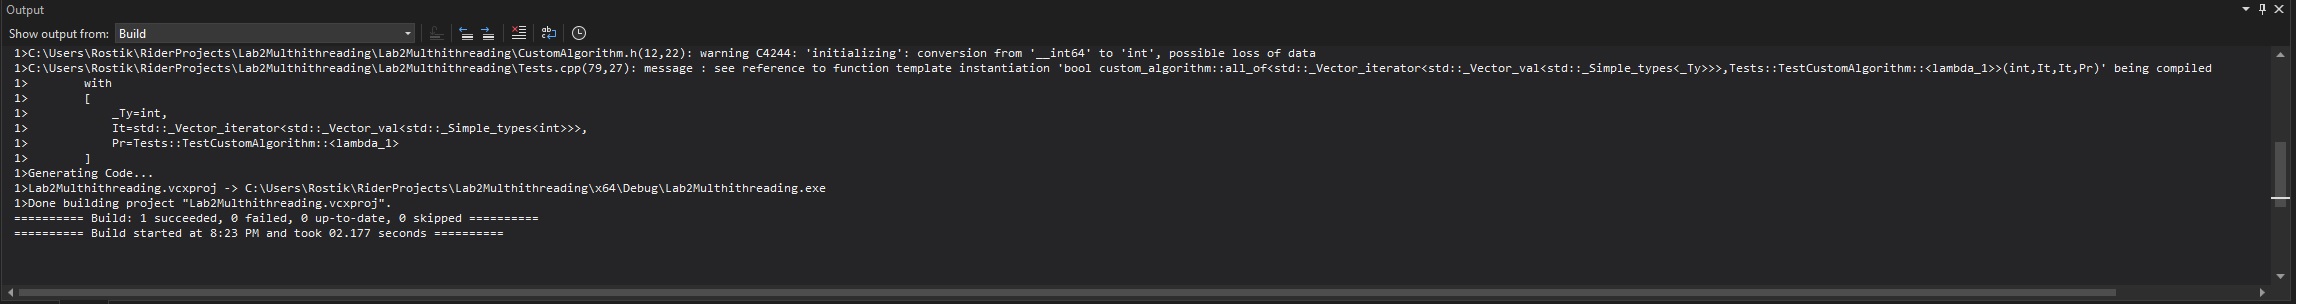 Output
Show output from: Build
1>C:\Users\Rostik\RiderProjects\Lab2Multhithreading\Lab2Multhithreading\CustomAlgorithm.h(12,22): warning C4244: 'initializing': conversion from '__int64' to 'int', possible loss of data
1>C:\Users\Rostik\RiderProjects\Lab2Multhithreading\Lab2Multhithreading\Tests.cpp(79,27): message : see reference to function template instantiation 'bool custom_algorithm::all_of<std::_Vector_iterator<std::_Vector_val<std::_Simple_types<_Ty>>>,Tests::TestCustomAlgorithm::<lambda_1>>(int,It,It,Pr)' being compiled
1>        with
1>        [
1>            _Ty=int,
1>            It=std::_Vector_iterator<std::_Vector_val<std::_Simple_types<int>>>,
1>            Pr=Tests::TestCustomAlgorithm::<lambda_1>
1>        ]
1>Generating Code...
1>Lab2Multhithreading.vcxproj -> C:\Users\Rostik\RiderProjects\Lab2Multhithreading\x64\Debug\Lab2Multhithreading.exe
1>Done building project "Lab2Multhithreading.vcxproj".
========== Build: 1 succeeded, 0 failed, 0 up-to-date, 0 skipped ==========
========== Build started at 8:23 PM and took 02.177 seconds ==========